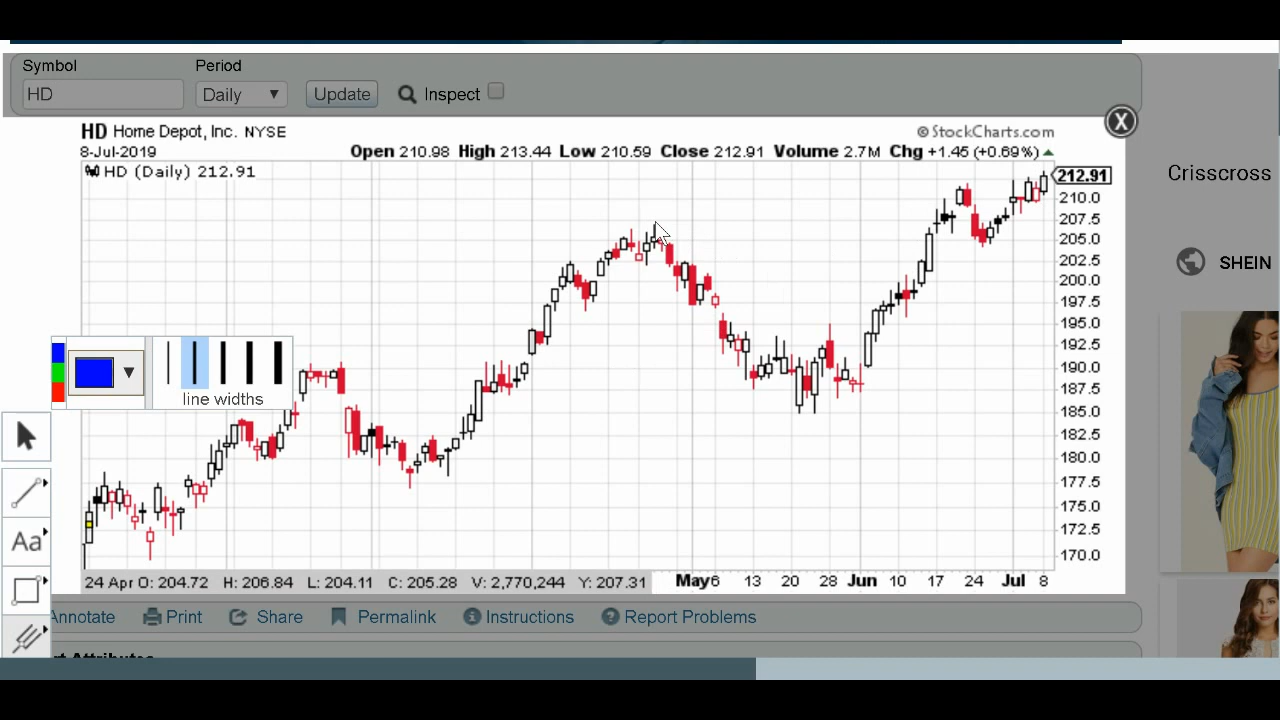 Symbol Period
HD Daily Update Inspect
HD Home Depot, Inc. NYSE © StockCharts.com
8-Jul-2019 Open 210.98 High 213.44 Low 210.59 Close 212.91 Volume 2.7M Chg +1.45 (+0.69%)
HD (Daily) 212.91
X
212.91
210.0
207.5
205.0
202.5
200.0
197.5
195.0
192.5
190.0
187.5
185.0
182.5
180.0
177.5
175.0
172.5
170.0
Crisscross
SHEIN
line widths
Aa
24 Apr O: 204.72 H: 206.84 L: 204.11 C: 205.28 V: 2,770,244 Y: 207.31
May 6 13 20 28 Jun 10 17 24 Jul 8
Annotate Print Share Permalink Instructions Report Problems